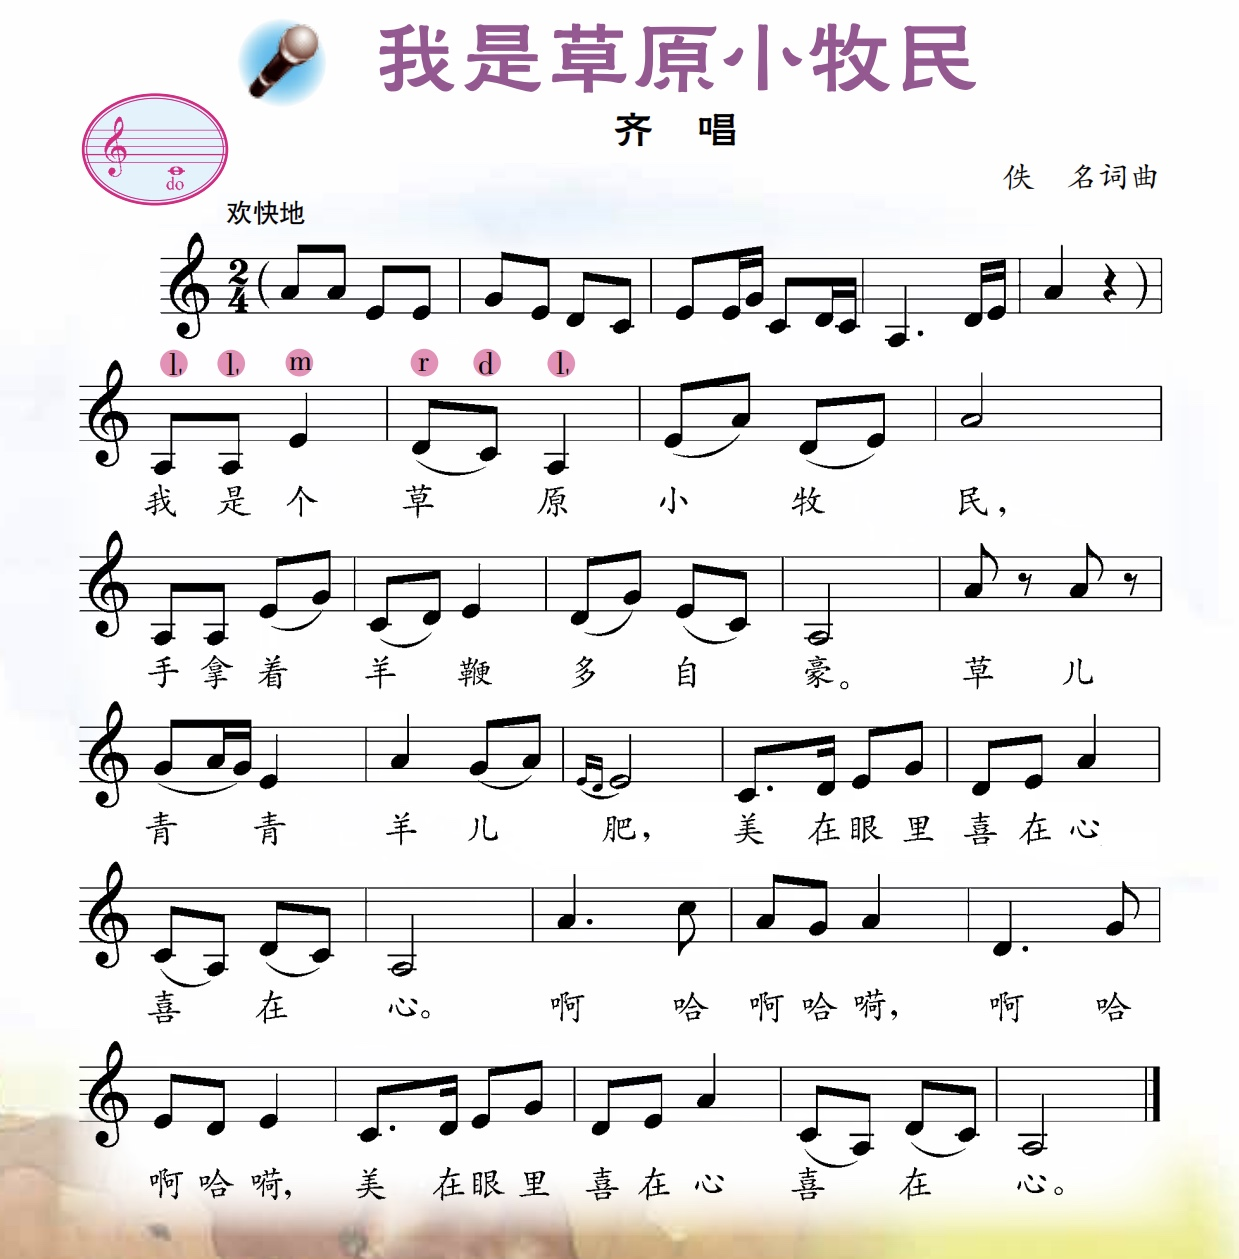 我是草原小牧民
齐 唱
do
佚 名词曲
欢快地
2
4
l, l, m r d l,
我 是 个 草 原 小 牧 民，
手 拿 着 羊 鞭 多 自 豪。 草 儿
青 青 羊 儿 肥， 美 在 眼 里 喜 在 心
喜 在 心。 啊 哈 啊 哈 嗬， 啊 哈
啊 哈 嗬， 美 在 眼 里 喜 在 心 喜 在 心。